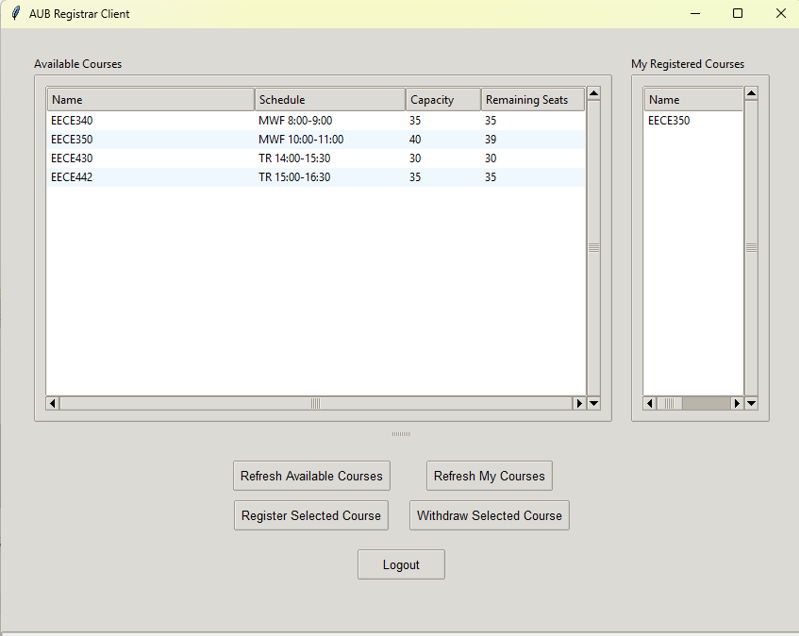 AUB Registrar Client
Available Courses
Name Schedule Capacity Remaining Seats
EECE340 MWF 8:00-9:00 35 35
EECE350 MWF 10:00-11:00 40 39
EECE430 TR 14:00-15:30 30 30
EECE442 TR 15:00-16:30 35 35
My Registered Courses
Name
EECE350
Refresh Available Courses Refresh My Courses
Register Selected Course Withdraw Selected Course
Logout